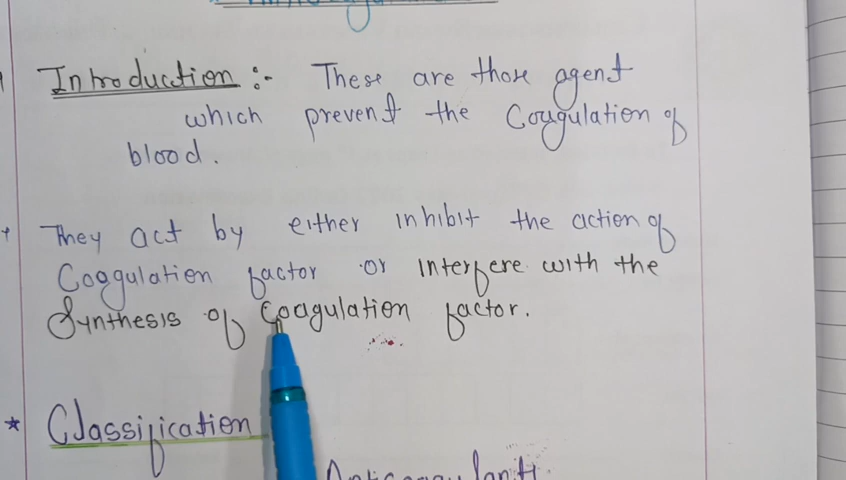 Introduction :- These are those agent
which prevent the Coagulation of
blood.
They act by either inhibit the action of
Coagulation factor or interfere with the
Synthesis of Coagulation factor.
* Classification